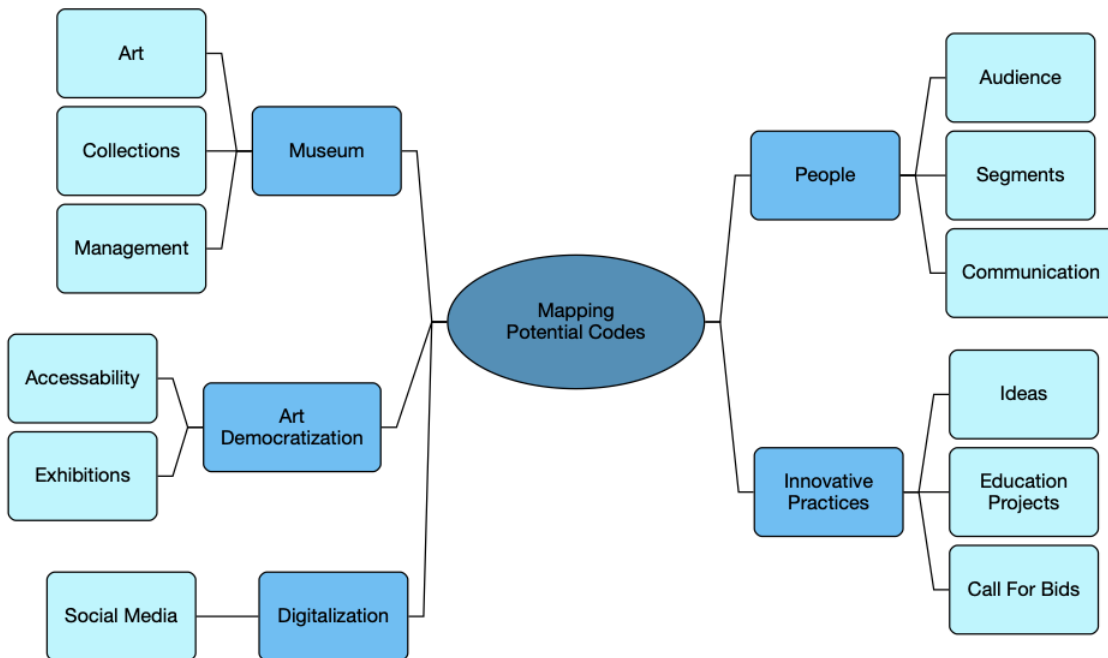 Art
Collections
Management
Museum
Accessability
Exhibitions
Art
Democratization
Social Media
Digitalization
Mapping
Potential Codes
People
Audience
Segments
Communication
Innovative
Practices
Ideas
Education
Projects
Call For Bids